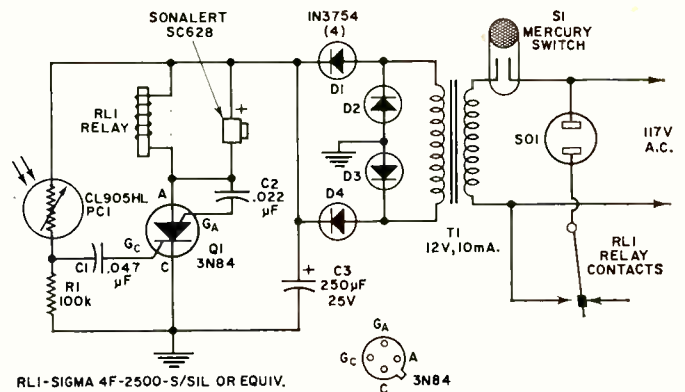 SONALERT
SC628
IN3754
(4)
S1
MERCURY
SWITCH
D1
RL1
RELAY
+
D2
SO1
117V
A.C.
D3
CL905HL
PC1
A
C2
.022
µF
D4
GA
T1
12V, 10mA.
RL1
RELAY
CONTACTS
GC
Q1
3N84
C1
.047
µF
C
+
C3
250µF
25V
R1
100k
GA
GC
A
C
3N84
RL1-SIGMA 4F-2500-S/SIL OR EQUIV.